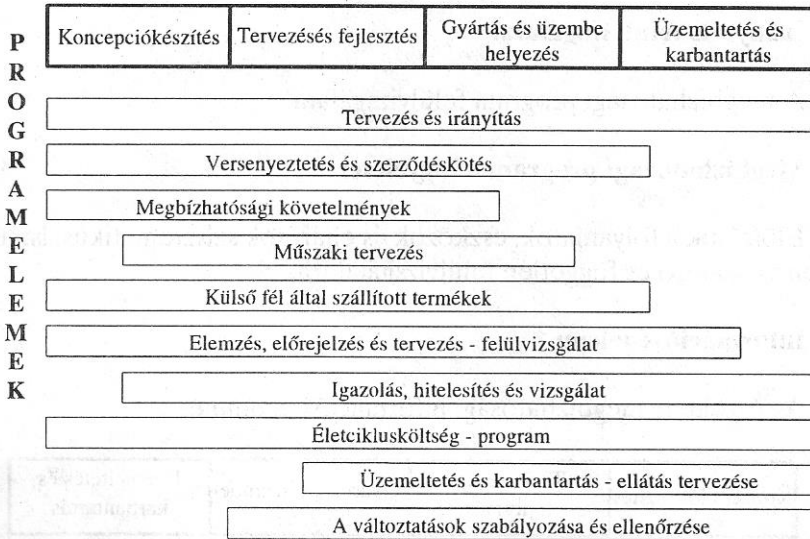 Koncepciókészítés
Tervezésés fejlesztés
Gyártás és üzembe
helyezés
Üzemeltetés és
karbantartás
PROGRAMELEMEK
Tervezés és irányítás
Versenyeztetés és szerződéskötés
Megbízhatósági követelmények
Műszaki tervezés
Külső fél által szállított termékek
Elemzés, előrejelzés és tervezés - felülvizsgálat
Igazolás, hitelesítés és vizsgálat
Életciklusköltség - program
Üzemeltetés és karbantartás - ellátás tervezése
A változtatások szabályozása és ellenőrzése